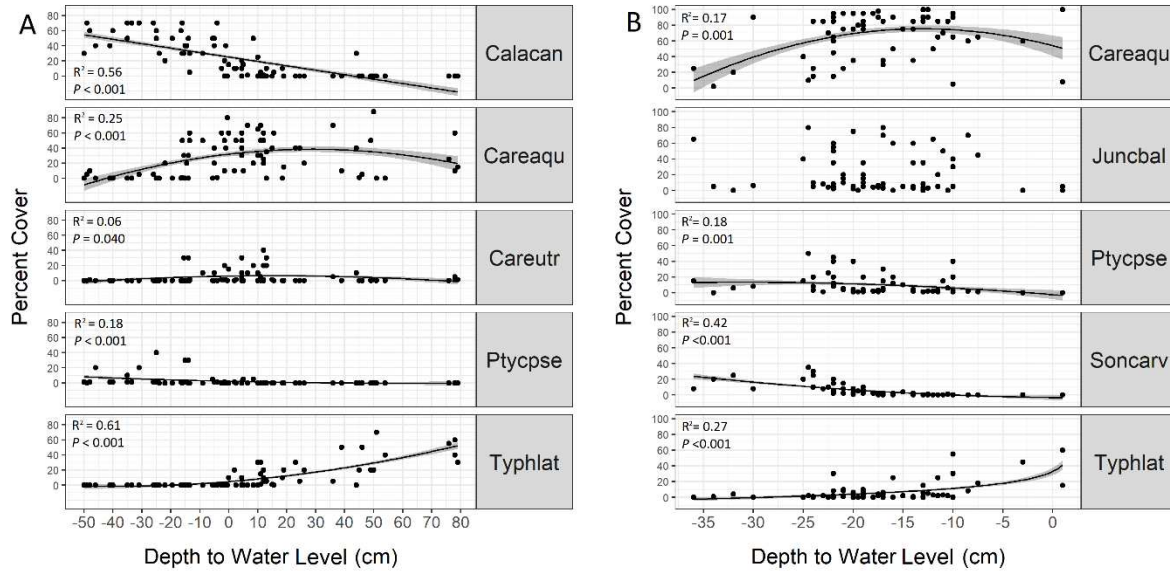 A
Percent Cover
80
60
40
20
0
R² = 0.56
P < 0.001
Calacan
80
60
40
20
0
R² = 0.25
P < 0.001
Careaqu
80
60
40
20
0
R² = 0.06
P = 0.040
Careutr
80
60
40
20
0
R² = 0.18
P < 0.001
Ptycpse
80
60
40
20
0
R² = 0.61
P < 0.001
Typhlat
-50 -40 -30 -20 -10 0 10 20 30 40 50 60 70 80
Depth to Water Level (cm)
B
Percent Cover
100
80
60
40
20
0
R² = 0.17
P = 0.001
Careaqu
100
80
60
40
20
0
Juncbal
100
80
60
40
20
0
R² = 0.18
P = 0.001
Ptycpse
100
80
60
40
20
0
R² = 0.42
P <0.001
Soncarv
100
80
60
40
20
0
R² = 0.27
P <0.001
Typhlat
-35 -30 -25 -20 -15 -10 -5 0
Depth to Water Level (cm)